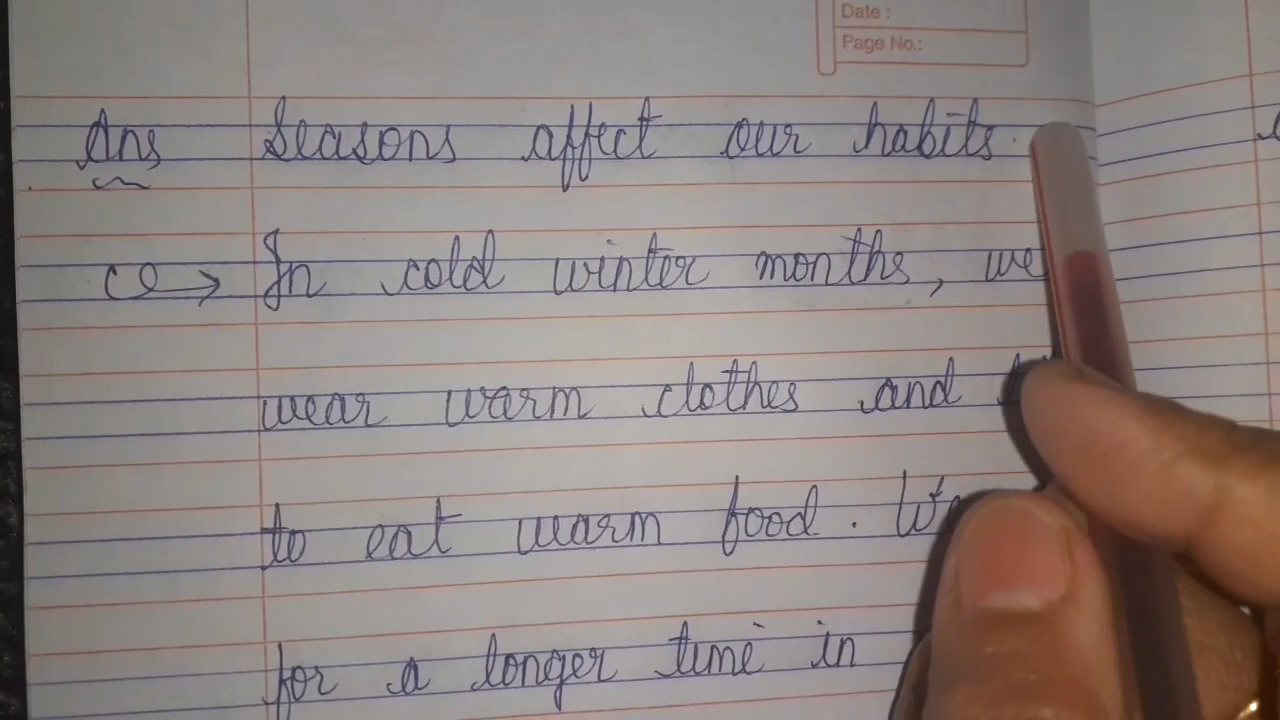 Date :
Page No.:
Ans Seasons affect our habits.
In cold winter months, we
wear warm clothes and
to eat warm food.
for a longer time in